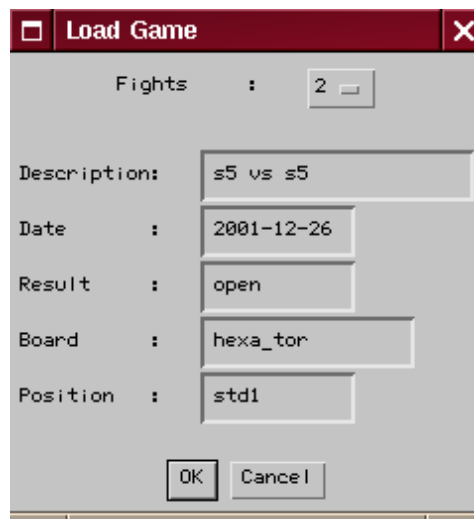 Load Game
Fights : 2
Description: s5 vs s5
Date : 2001-12-26
Result : open
Board : hexa_tor
Position : std1
OK Cancel